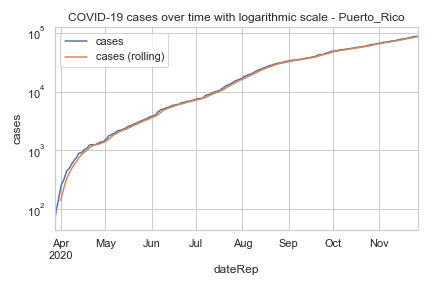 COVID-19 cases over time with logarithmic scale - Puerto_Rico
cases
cases (rolling)
10^5
10^4
10^3
10^2
cases
Apr May Jun Jul Aug Sep Oct Nov
2020
dateRep